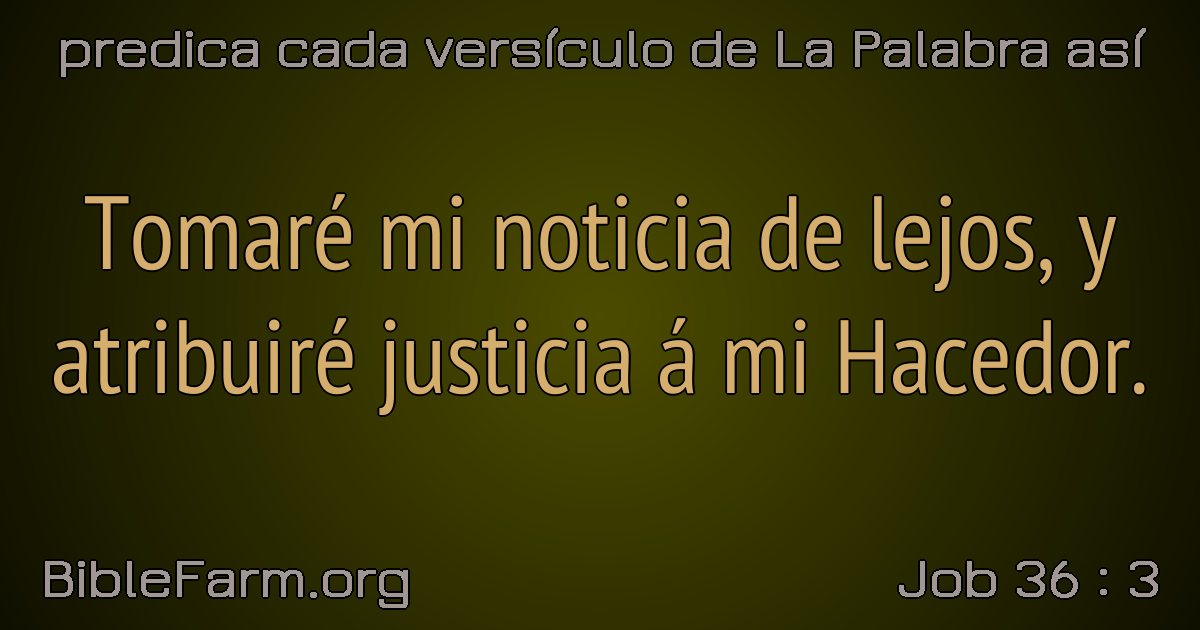 predica cada versículo de La Palabra así
Tomaré mi noticia de lejos, y
atribuiré justicia á mi Hacedor.
BibleFarm.org
Job 36 : 3